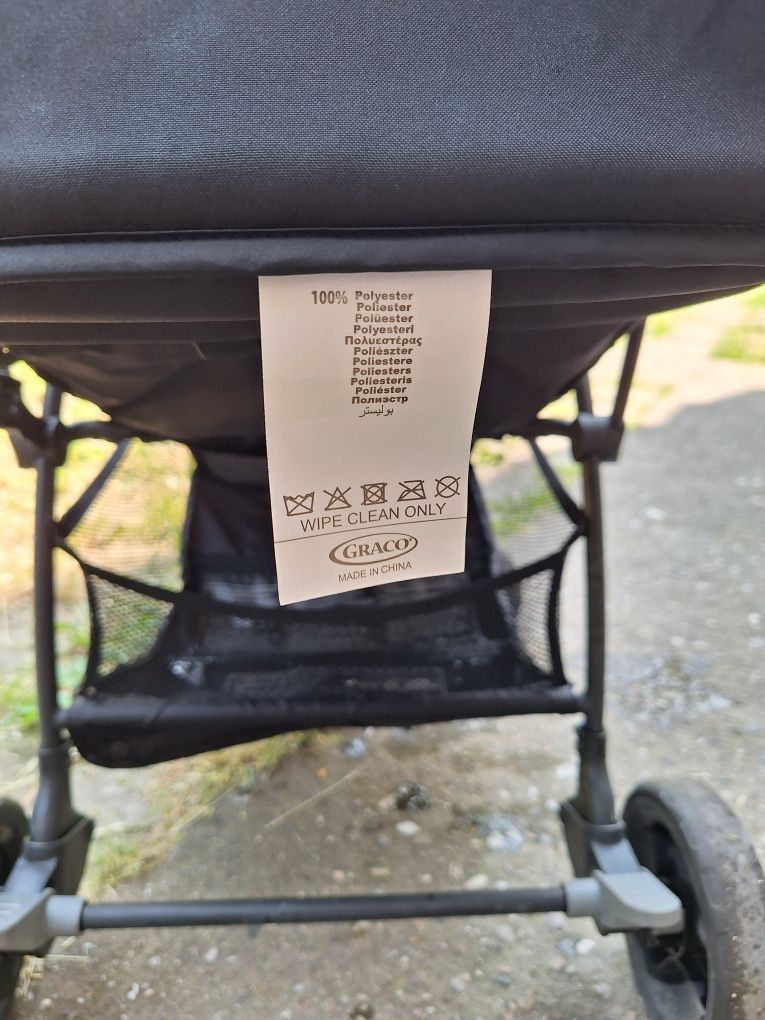 100% Polyester
Poliester
Poliüester
Polyesteri
Πολυεστέρας
Poliészter
Poliestere
Poliesters
Poliesteris
Poliéster
Полиэстр
بوليستر
WIPE CLEAN ONLY
GRACO®
MADE IN CHINA